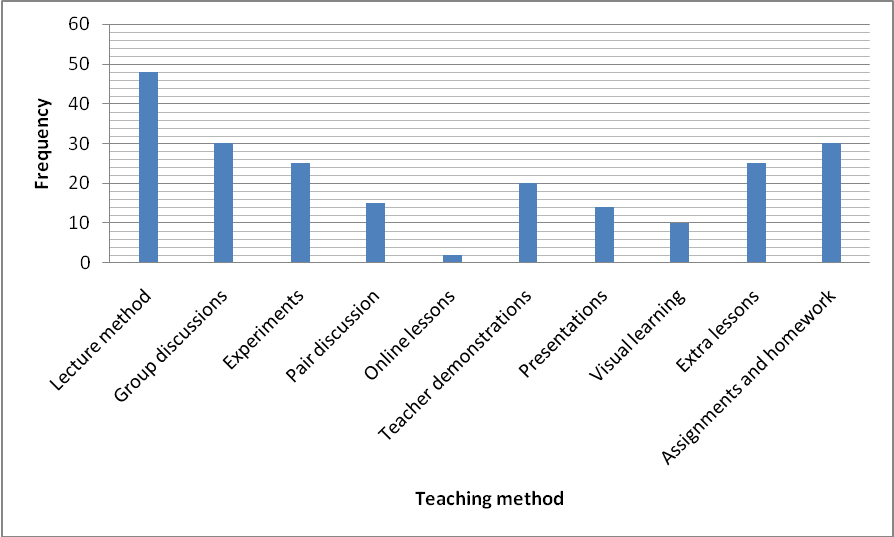 60
50
40
30
20
10
0
Frequency
Lecture method
Group discussions
Experiments
Pair discussion
Online lessons
Teacher demonstrations
Presentations
Visual learning
Extra lessons
Assignments and homework
Teaching method